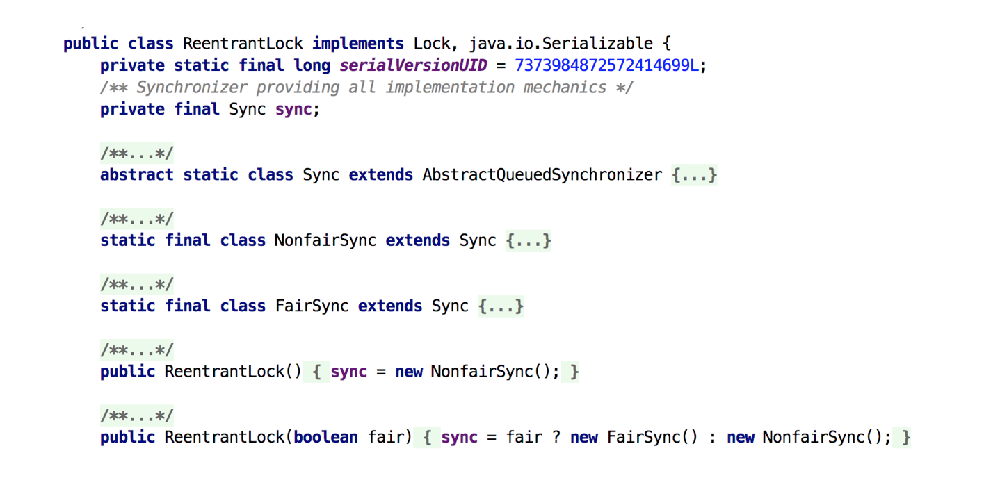 public class ReentrantLock implements Lock, java.io.Serializable {
private static final long serialVersionUID = 7373984872572414699L;
/** Synchronizer providing all implementation mechanics */
private final Sync sync;
/**...*/
abstract static class Sync extends AbstractQueuedSynchronizer {...}
/**...*/
static final class NonfairSync extends Sync {...}
/**...*/
static final class FairSync extends Sync {...}
/**...*/
public ReentrantLock() { sync = new NonfairSync(); }
/**...*/
public ReentrantLock(boolean fair) { sync = fair ? new FairSync() : new NonfairSync(); }